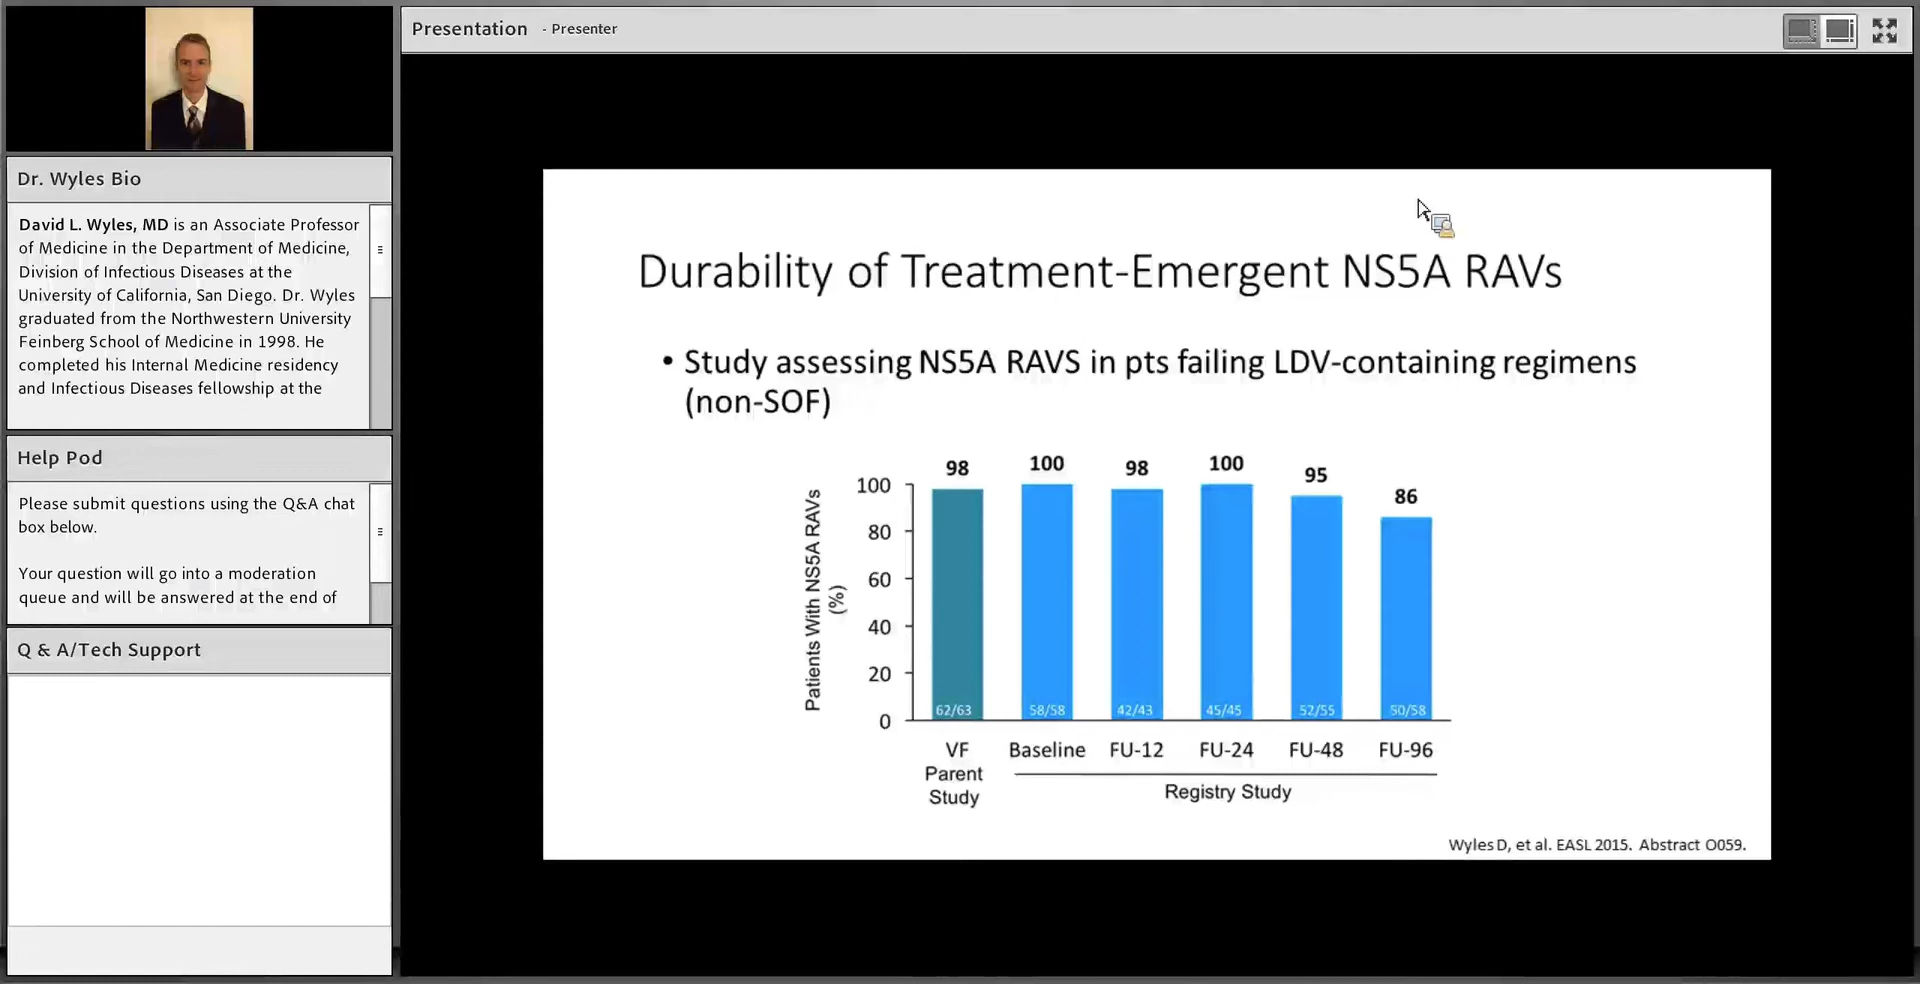 Presentation - Presenter
Dr. Wyles Bio
David L. Wyles, MD is an Associate Professor
of Medicine in the Department of Medicine,
Division of Infectious Diseases at the
University of California, San Diego. Dr. Wyles
graduated from the Northwestern University
Feinberg School of Medicine in 1998. He
completed his Internal Medicine residency
and Infectious Diseases fellowship at the
Help Pod
Please submit questions using the Q&A chat
box below.
Your question will go into a moderation
queue and will be answered at the end of
Q & A/Tech Support
Durability of Treatment-Emergent NS5A RAVs
• Study assessing NS5A RAVS in pts failing LDV-containing regimens
(non-SOF)
Patients With NS5A RAVs
(%)
100
80
60
40
20
0
98
100
98
100
95
86
62/63
58/58
42/43
45/45
52/55
50/58
VF
Parent
Study
Baseline
FU-12
FU-24
FU-48
FU-96
Registry Study
Wyles D, et al. EASL 2015. Abstract O059.